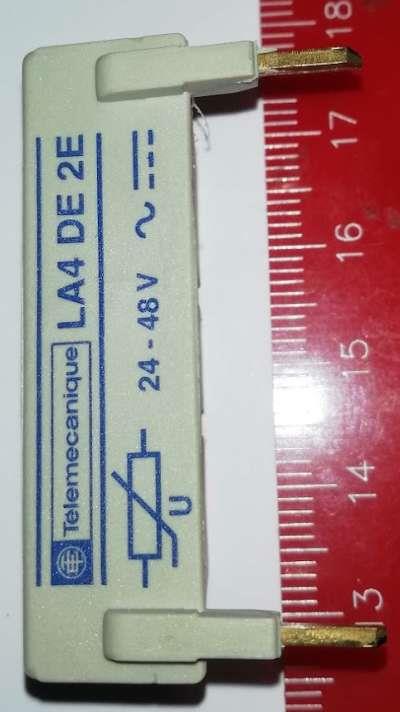 Telemecanique LA4 DE 2E
24-48 V ~ ⎓
U
13
14
15
16
17
18